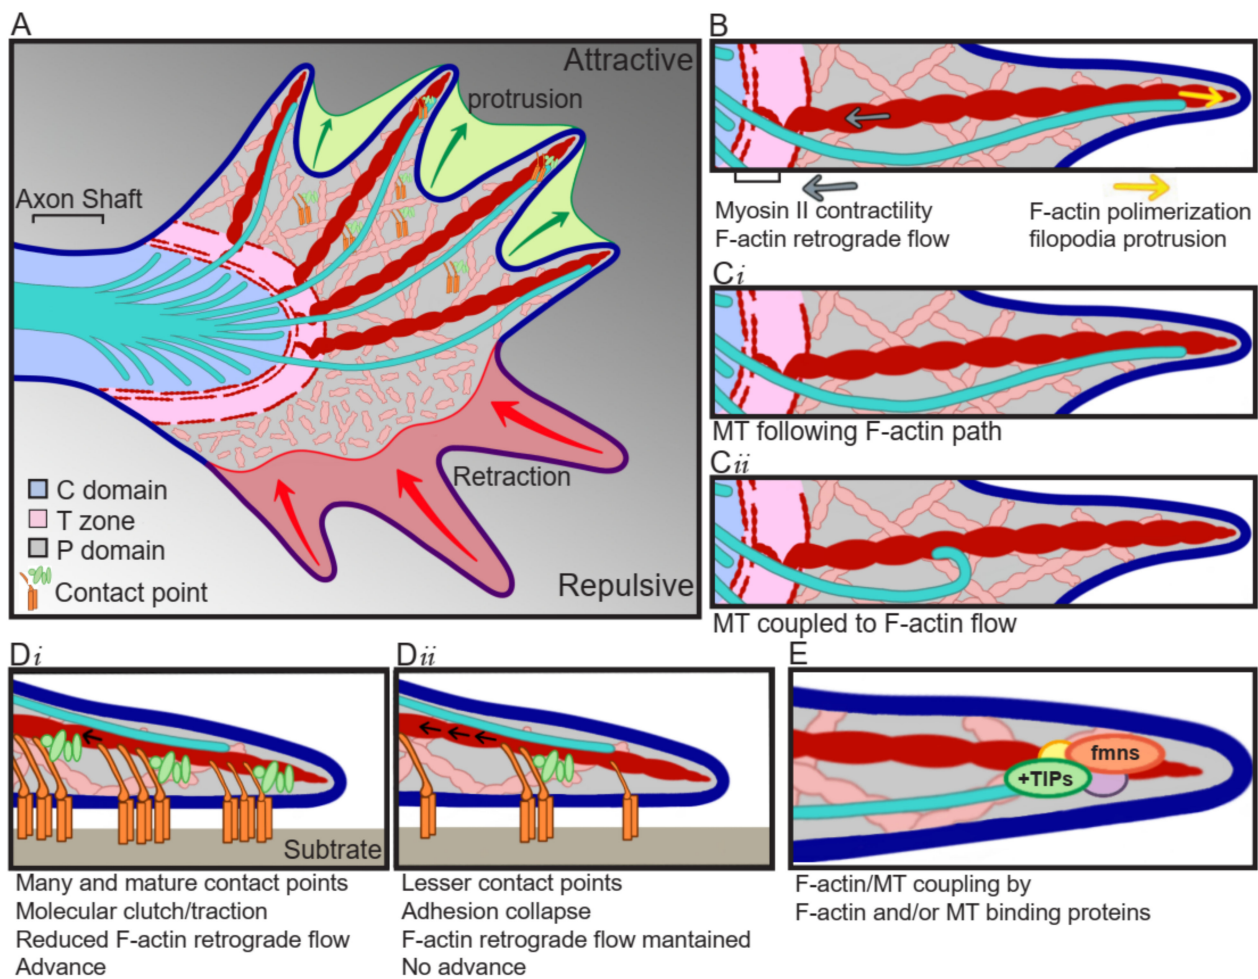 A
Attractive
protrusion
Axon Shaft
Retraction
C domain
T zone
P domain
Contact point
Repulsive
B
Myosin II contractility
F-actin retrograde flow
F-actin polimerization
filopodia protrusion
Ci
MT following F-actin path
Cii
MT coupled to F-actin flow
Di
Subtrate
Many and mature contact points
Molecular clutch/traction
Reduced F-actin retrograde flow
Advance
Dii
Lesser contact points
Adhesion collapse
F-actin retrograde flow mantained
No advance
E
fmns
+TIPs
F-actin/MT coupling by
F-actin and/or MT binding proteins